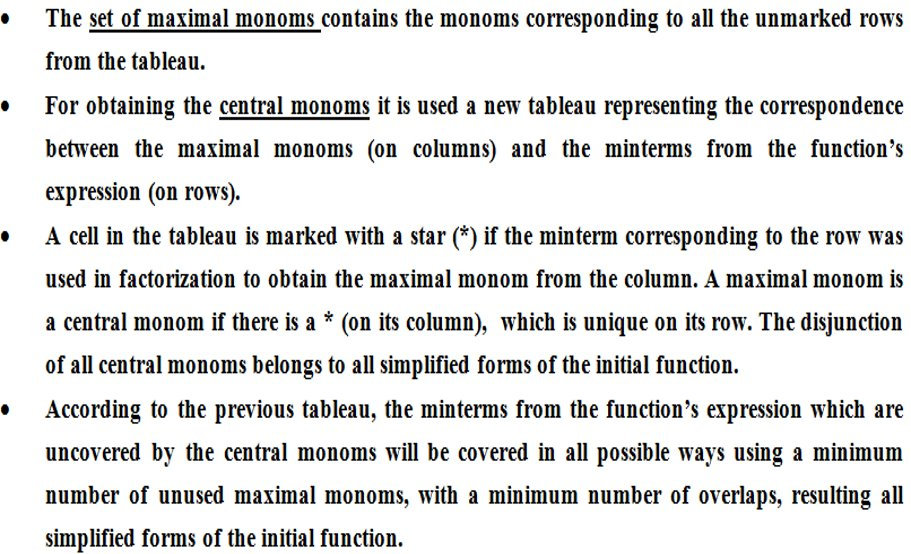 • The set of maximal monoms contains the monoms corresponding to all the unmarked rows
from the tableau.
• For obtaining the central monoms it is used a new tableau representing the correspondence
between the maximal monoms (on columns) and the minterms from the function's
expression (on rows).
• A cell in the tableau is marked with a star (*) if the minterm corresponding to the row was
used in factorization to obtain the maximal monom from the column. A maximal monom is
a central monom if there is a * (on its column), which is unique on its row. The disjunction
of all central monoms belongs to all simplified forms of the initial function.
• According to the previous tableau, the minterms from the function's expression which are
uncovered by the central monoms will be covered in all possible ways using a minimum
number of unused maximal monoms, with a minimum number of overlaps, resulting all
simplified forms of the initial function.